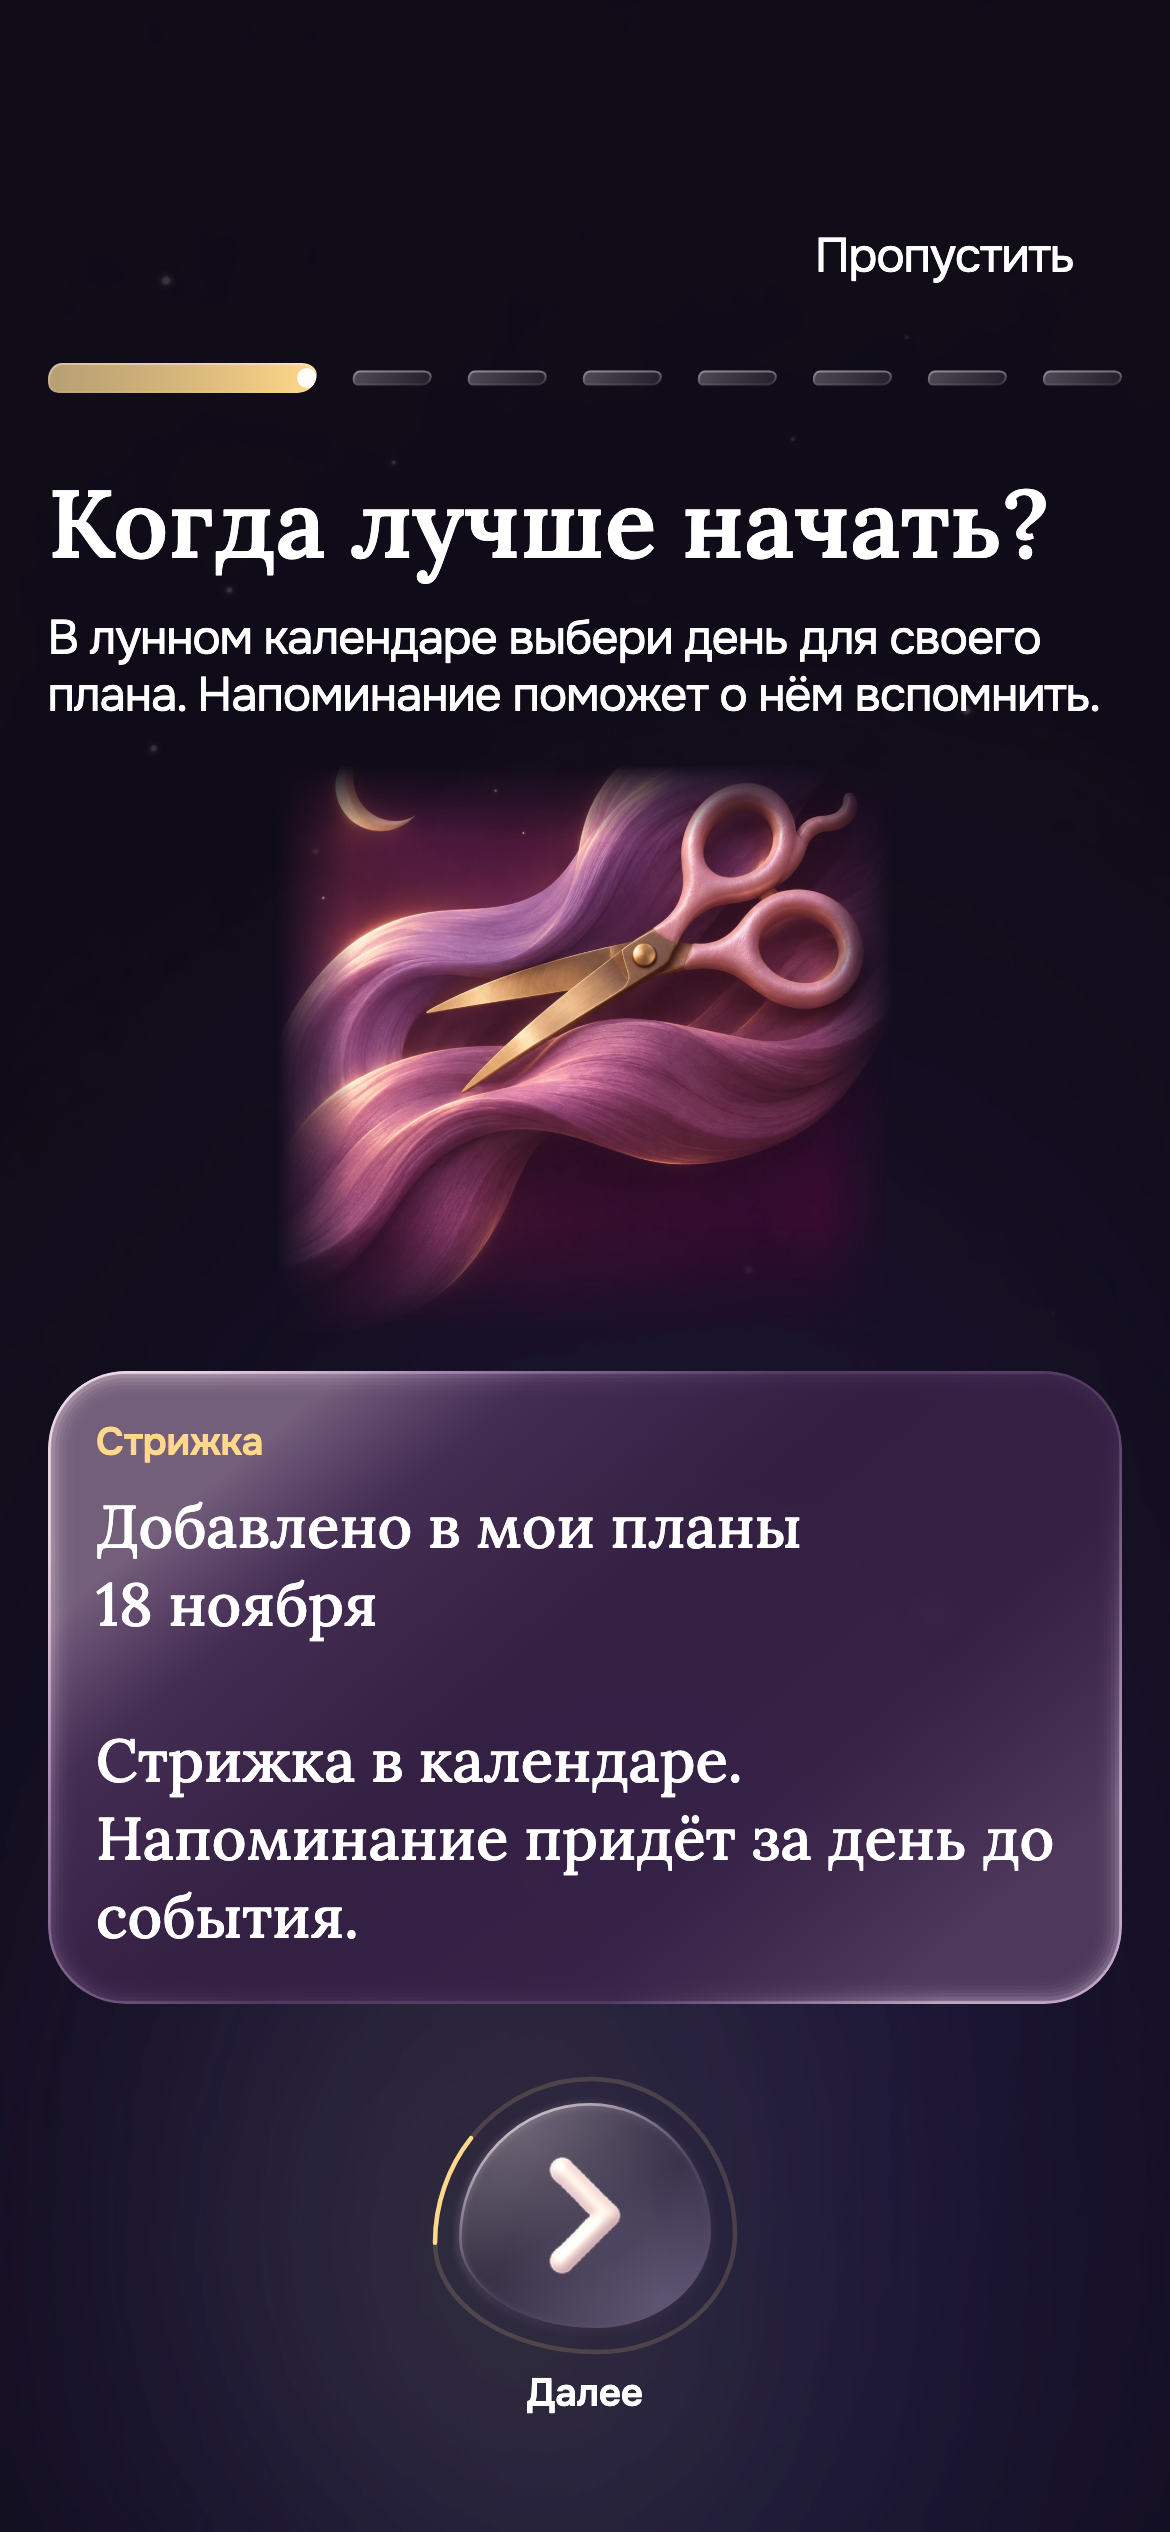 Пропустить
Когда лучше начать?
В лунном календаре выбери день для своего
плана. Напоминание поможет о нём вспомнить.
Стрижка
Добавлено в мои планы
18 ноября
Стрижка в календаре.
Напоминание придёт за день до
события.
Далее